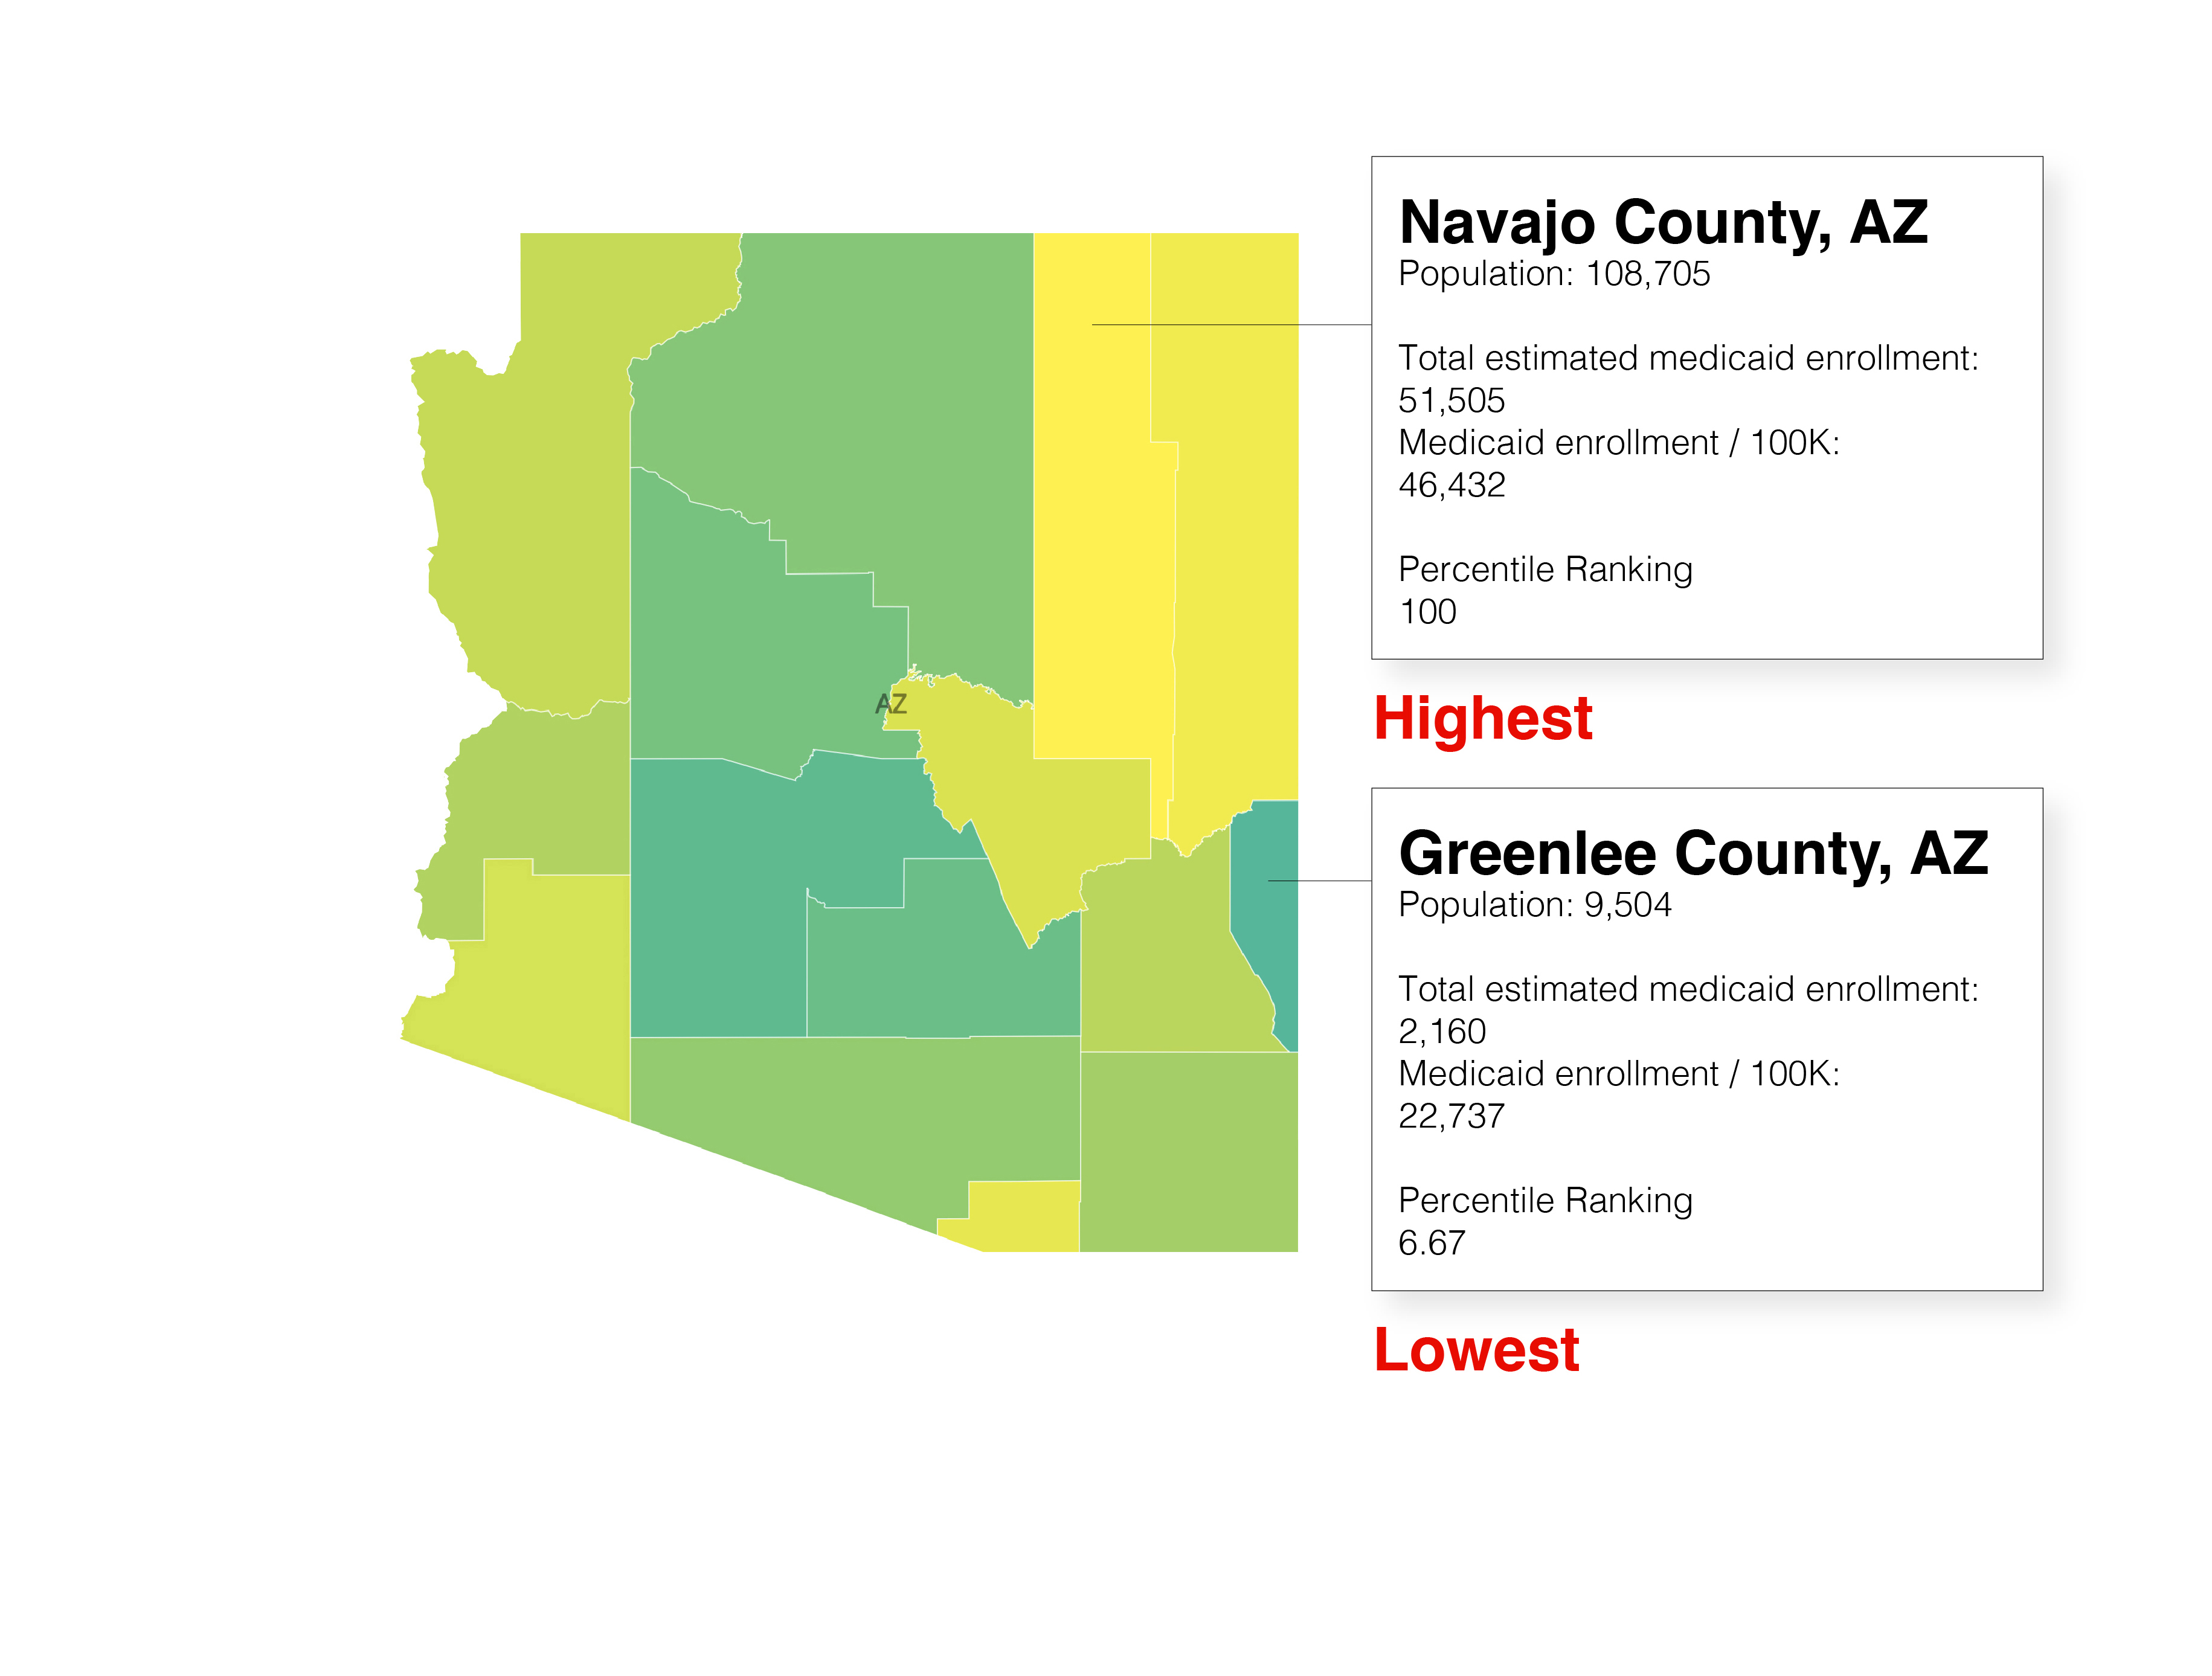 Navajo County, AZ
Population: 108,705
Total estimated medicaid enrollment:
51,505
Medicaid enrollment / 100K:
46,432
Percentile Ranking
100
Highest
AZ
Greenlee County, AZ
Population: 9,504
Total estimated medicaid enrollment:
2,160
Medicaid enrollment / 100K:
22,737
Percentile Ranking
6.67
Lowest